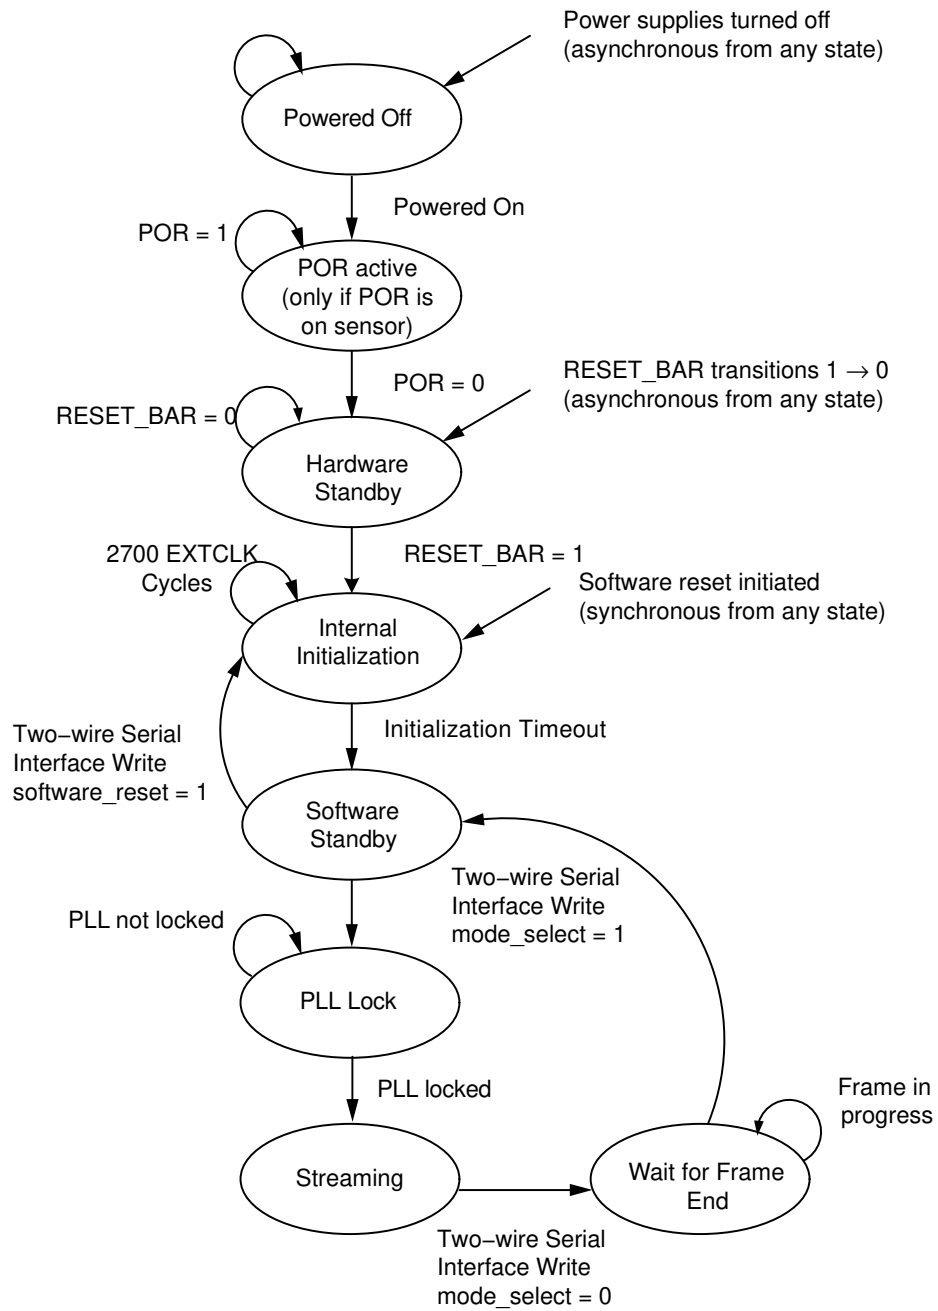 Power supplies turned off
(asynchronous from any state)
Powered Off
Powered On
POR = 1
POR active
(only if POR is
on sensor)
POR = 0
RESET_BAR transitions 1 → 0
(asynchronous from any state)
RESET_BAR = 0
Hardware
Standby
2700 EXTCLK
Cycles
RESET_BAR = 1
Software reset initiated
(synchronous from any state)
Internal
Initialization
Two−wire Serial
Interface Write
software_reset = 1
Initialization Timeout
Software
Standby
Two−wire Serial
Interface Write
mode_select = 1
PLL not locked
PLL Lock
PLL locked
Frame in
progress
Streaming
Wait for Frame
End
Two−wire Serial
Interface Write
mode_select = 0